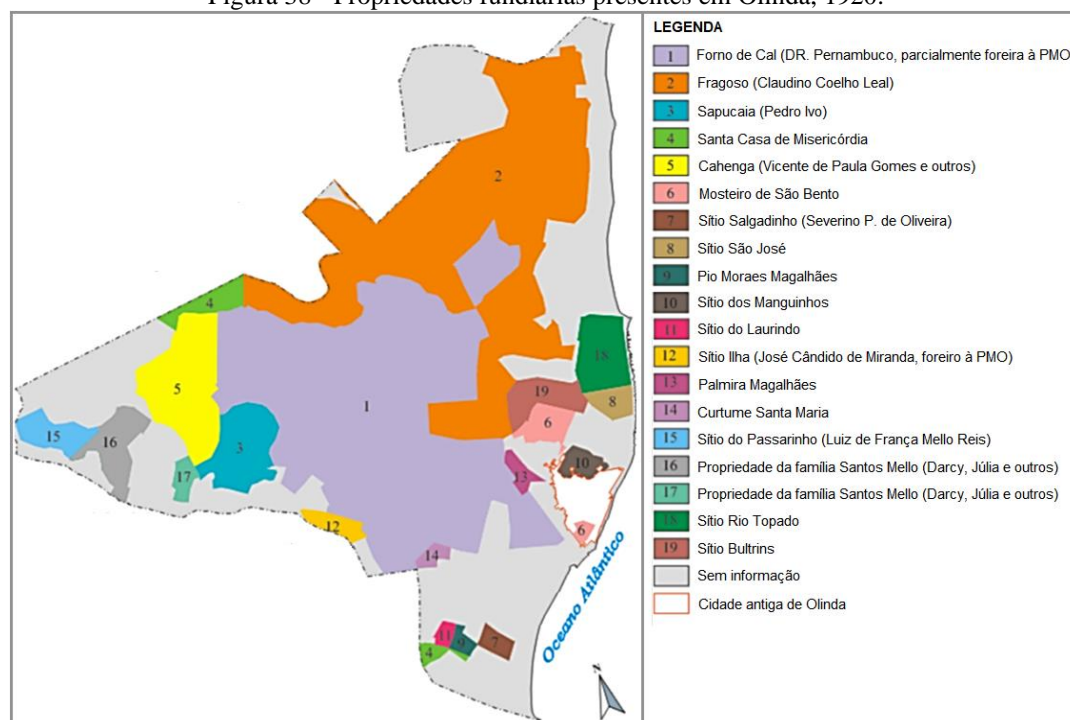 Figura 38 - Propriedades fundiárias presentes em Olinda, 1920.
LEGENDA
1 Forno de Cal (DR. Pernambuco, parcialmente foreira à PMO
2 Fragoso (Claudino Coelho Leal)
3 Sapucaia (Pedro Ivo)
4 Santa Casa de Misericórdia
5 Cahenga (Vicente de Paula Gomes e outros)
6 Mosteiro de São Bento
7 Sítio Salgadinho (Severino P. de Oliveira)
8 Sítio São José
9 Pio Moraes Magalhães
10 Sítio dos Manguinhos
11 Sítio do Laurindo
12 Sítio Ilha (José Cândido de Miranda, foreiro à PMO)
13 Palmira Magalhães
14 Curtume Santa Maria
15 Sítio do Passarinho (Luiz de França Mello Reis)
16 Propriedade da família Santos Mello (Darcy, Júlia e outros)
17 Propriedade da família Santos Mello (Darcy, Júlia e outros)
18 Sítio Rio Topado
19 Sítio Bultrins
Sem informação
Cidade antiga de Olinda
2
4
18
5
19
8
1
6
15
16
3
10
17
13
12
6
14
Oceano Atlântico
11
9
7
4
N